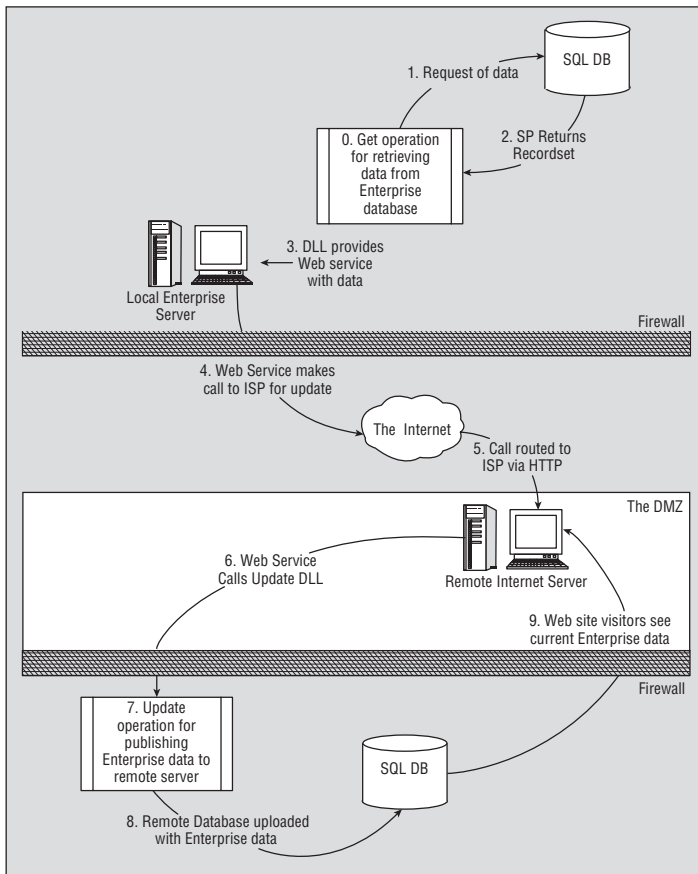 SQL DB
1. Request of data
0. Get operation
for retrieving
data from
Enterprise
database
2. SP Returns
Recordset
3. DLL provides
Web service
with data
Local Enterprise
Server
Firewall
4. Web Service makes
call to ISP for update
The Internet
5. Call routed to
ISP via HTTP
The DMZ
6. Web Service
Calls Update DLL
Remote Internet Server
9. Web site visitors see
current Enterprise data
Firewall
7. Update
operation for
publishing
Enterprise data to
remote server
SQL DB
8. Remote Database uploaded
with Enterprise data